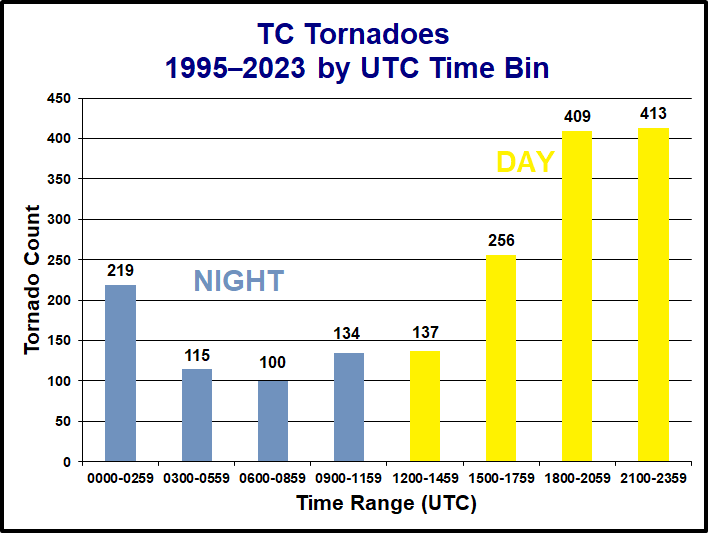 TC Tornadoes
1995–2023 by UTC Time Bin
Tornado Count
450
400
350
300
250
200
150
100
50
0
219
115
100
134
137
256
409
413
NIGHT
DAY
0000-0259 0300-0559 0600-0859 0900-1159 1200-1459 1500-1759 1800-2059 2100-2359
Time Range (UTC)